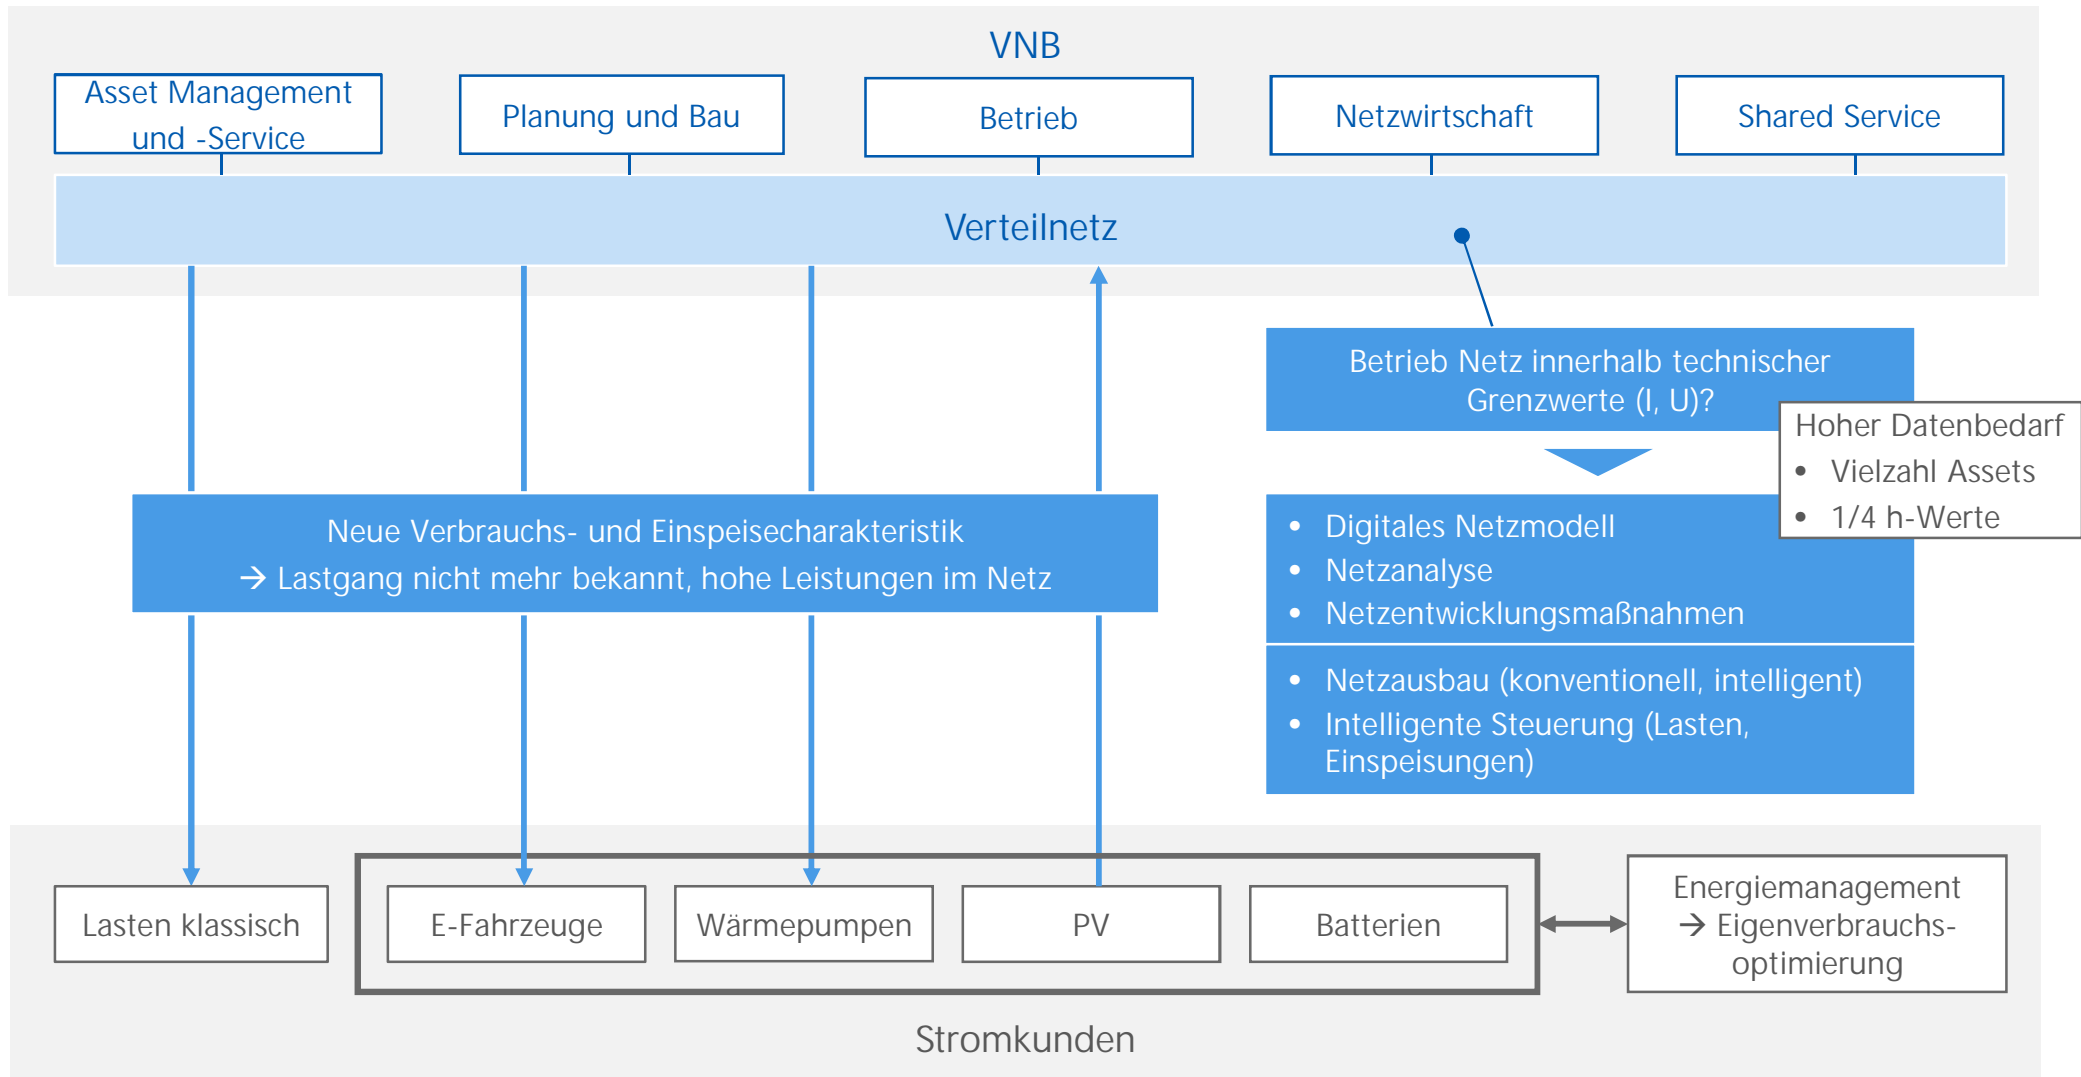 VNB
Asset Management
und -Service
Planung und Bau
Betrieb
Netzwirtschaft
Shared Service
Verteilnetz
Betrieb Netz innerhalb technischer
Grenzwerte (I, U)?
Hoher Datenbedarf
• Vielzahl Assets
• 1/4 h-Werte
Neue Verbrauchs- und Einspeisecharakteristik
→ Lastgang nicht mehr bekannt, hohe Leistungen im Netz
• Digitales Netzmodell
• Netzanalyse
• Netzentwicklungsmaßnahmen
• Netzausbau (konventionell, intelligent)
• Intelligente Steuerung (Lasten,
Einspeisungen)
Lasten klassisch
E-Fahrzeuge
Wärmepumpen
PV
Batterien
Energiemanagement
→ Eigenverbrauchs-
optimierung
Stromkunden